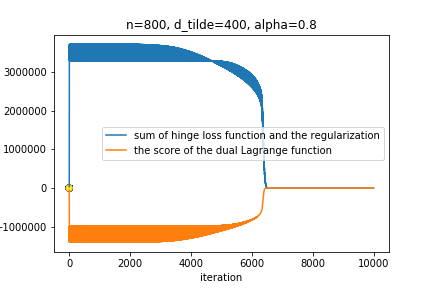 n=800, d_tilde=400, alpha=0.8
3000000
2000000
1000000
0
-1000000
sum of hinge loss function and the regularization
the score of the dual Lagrange function
0 2000 4000 6000 8000 10000
iteration